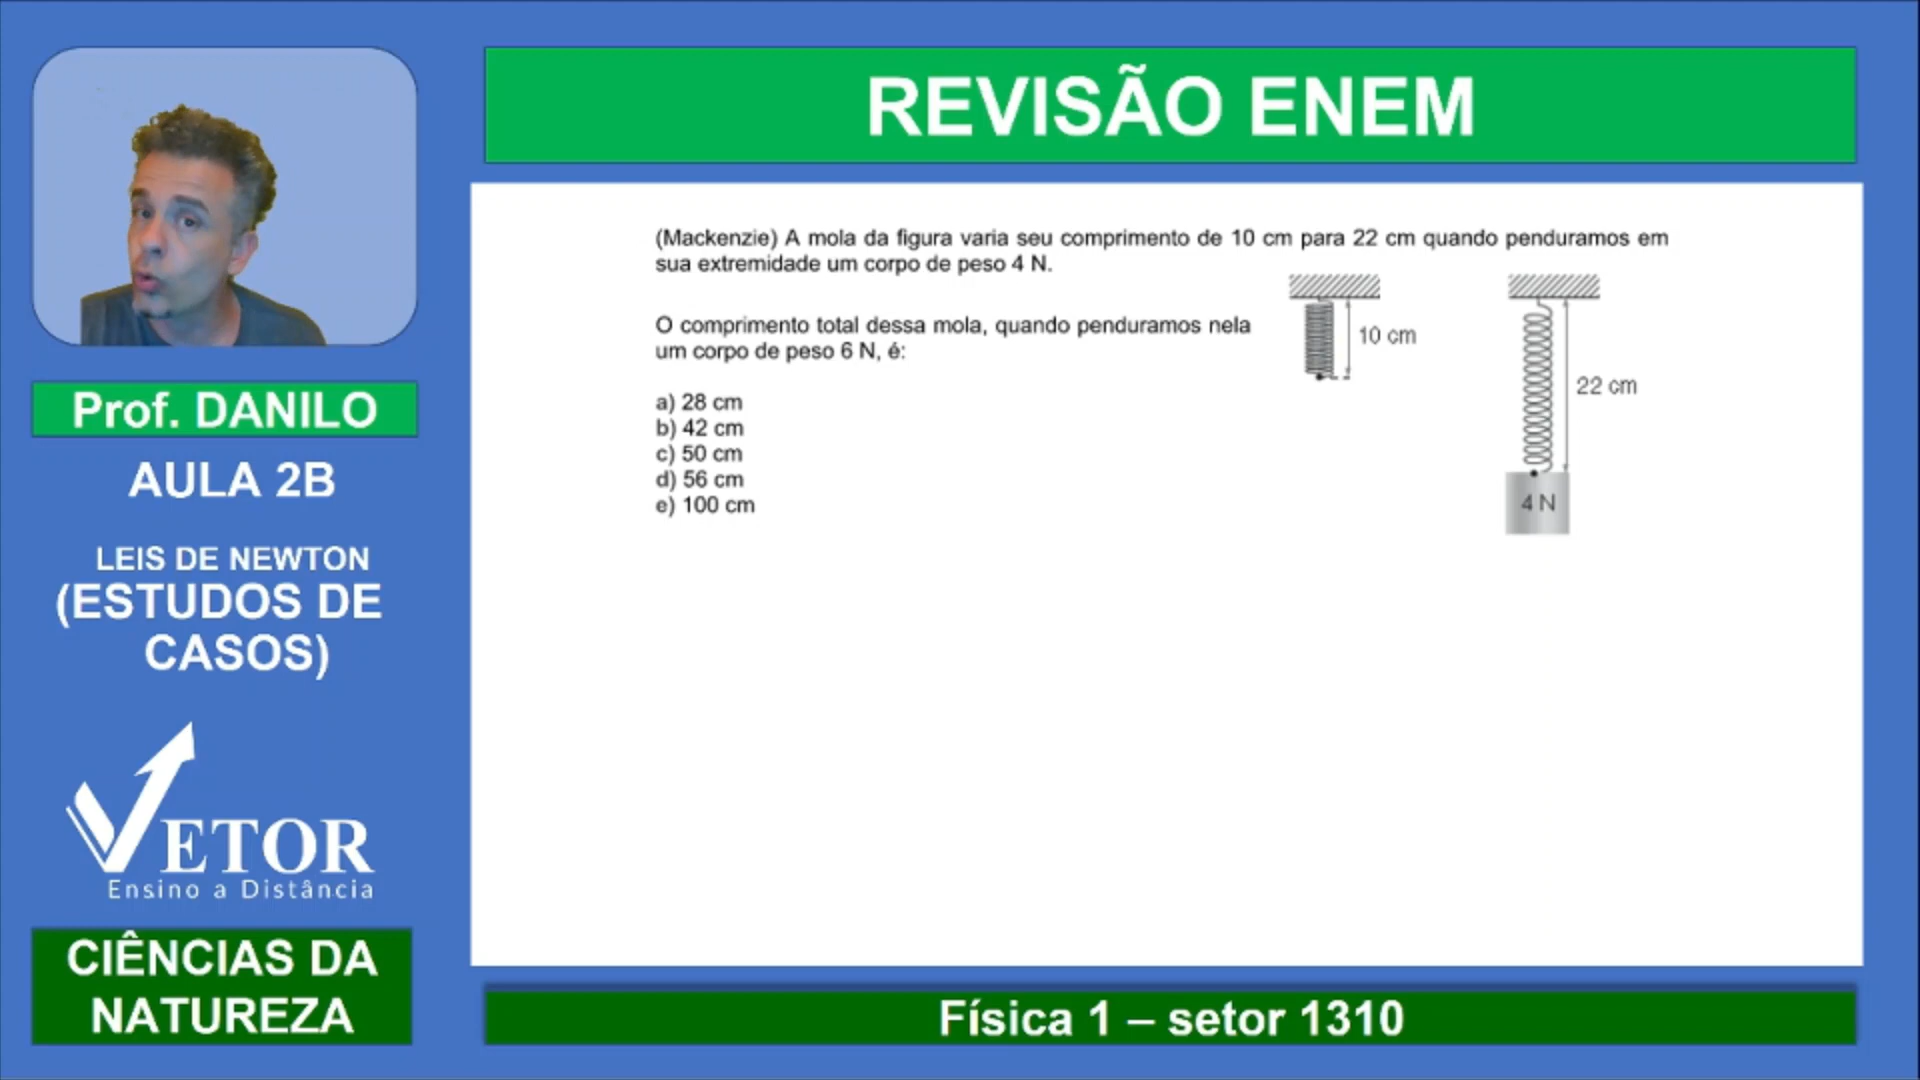 REVISÃO ENEM
(Mackenzie) A mola da figura varia seu comprimento de 10 cm para 22 cm quando penduramos em
sua extremidade um corpo de peso 4 N.
O comprimento total dessa mola, quando penduramos nela
um corpo de peso 6 N, é:
a) 28 cm
b) 42 cm
c) 50 cm
d) 56 cm
e) 100 cm
10 cm
22 cm
4 N
Prof. DANILO
AULA 2B
LEIS DE NEWTON
(ESTUDOS DE
CASOS)
VETOR
Ensino a Distância
CIÊNCIAS DA
NATUREZA
Física 1 – setor 1310